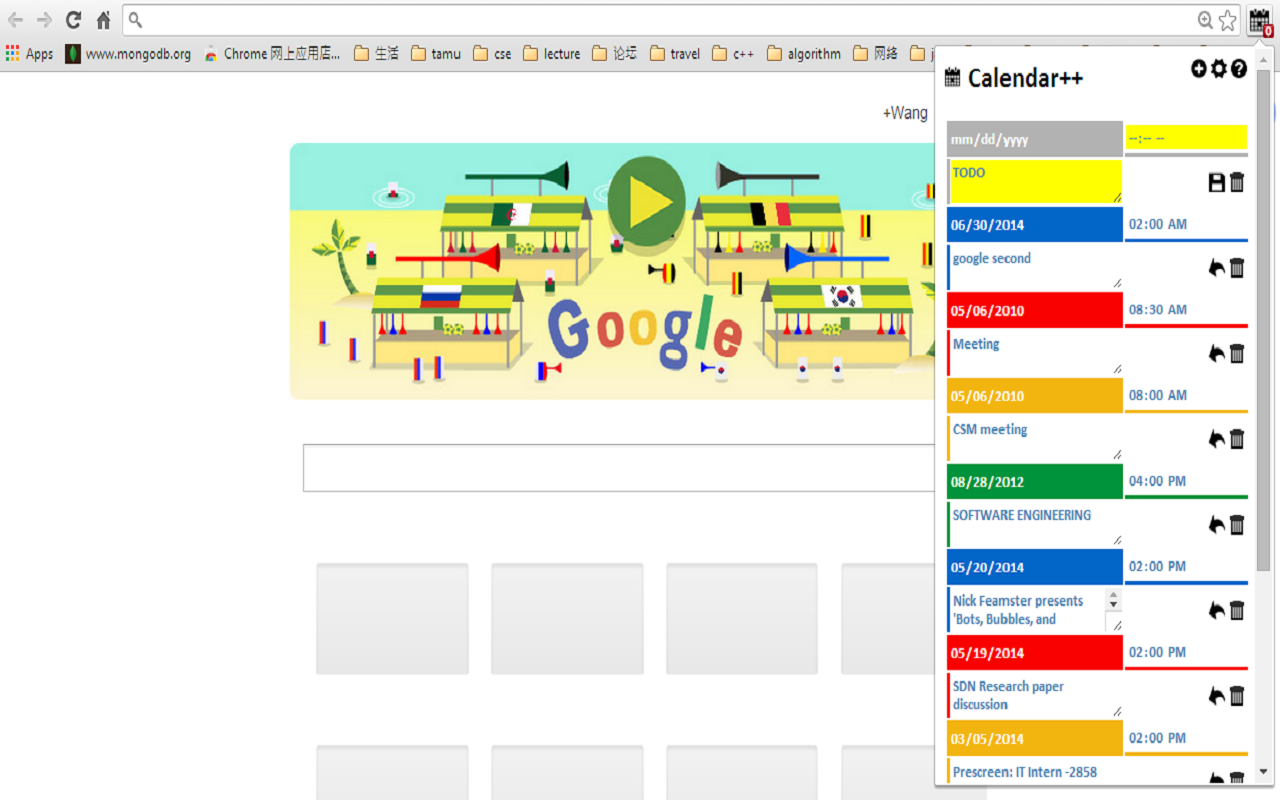 Apps www.mongodb.org Chrome 网上应用店... 生活 tamu cse lecture 论坛 travel c++ algorithm 网络
+Wang
Google
Calendar++
0
mm/dd/yyyy --:-- --
TODO
06/30/2014 02:00 AM
google second
05/06/2010 08:30 AM
Meeting
05/06/2010 08:00 AM
CSM meeting
08/28/2012 04:00 PM
SOFTWARE ENGINEERING
05/20/2014 02:00 PM
Nick Feamster presents
'Bots, Bubbles, and
05/19/2014 02:00 PM
SDN Research paper
discussion
03/05/2014 02:00 PM
Prescreen: IT Intern -2858